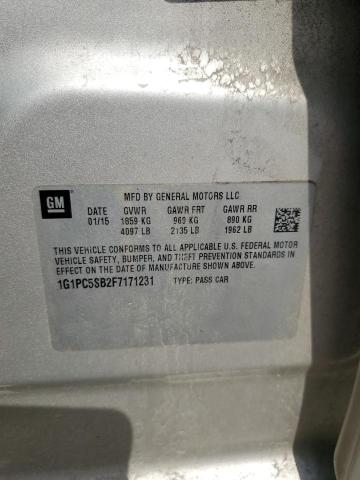 GM
MFD BY GENERAL MOTORS LLC
DATE GVWR GAWR FRT GAWR RR
01/15 1859 KG 969 KG 890 KG
4097 LB 2135 LB 1962 LB
THIS VEHICLE CONFORMS TO ALL APPLICABLE U.S. FEDERAL MOTOR
VEHICLE SAFETY, BUMPER, AND THEFT PREVENTION STANDARDS
IN EFFECT ON THE DATE OF MANUFACTURE SHOWN ABOVE.
1G1PC5SB2F7171231 TYPE: PASS CAR